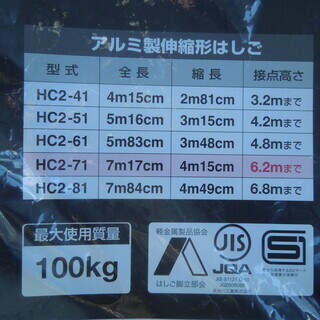 アルミ製伸縮形はしご
型式 全長 縮長 接点高さ
HC2-41 4m15cm 2m81cm 3.2mまで
HC2-51 5m16cm 3m15cm 4.2mまで
HC2-61 5m83cm 3m48cm 4.8mまで
HC2-71 7m17cm 4m15cm 6.2mまで
HC2-81 7m84cm 4m49cm 6.8mまで
最大使用質量
100kg
軽金属製品協会
はしご脚立部会
JIS
JQA